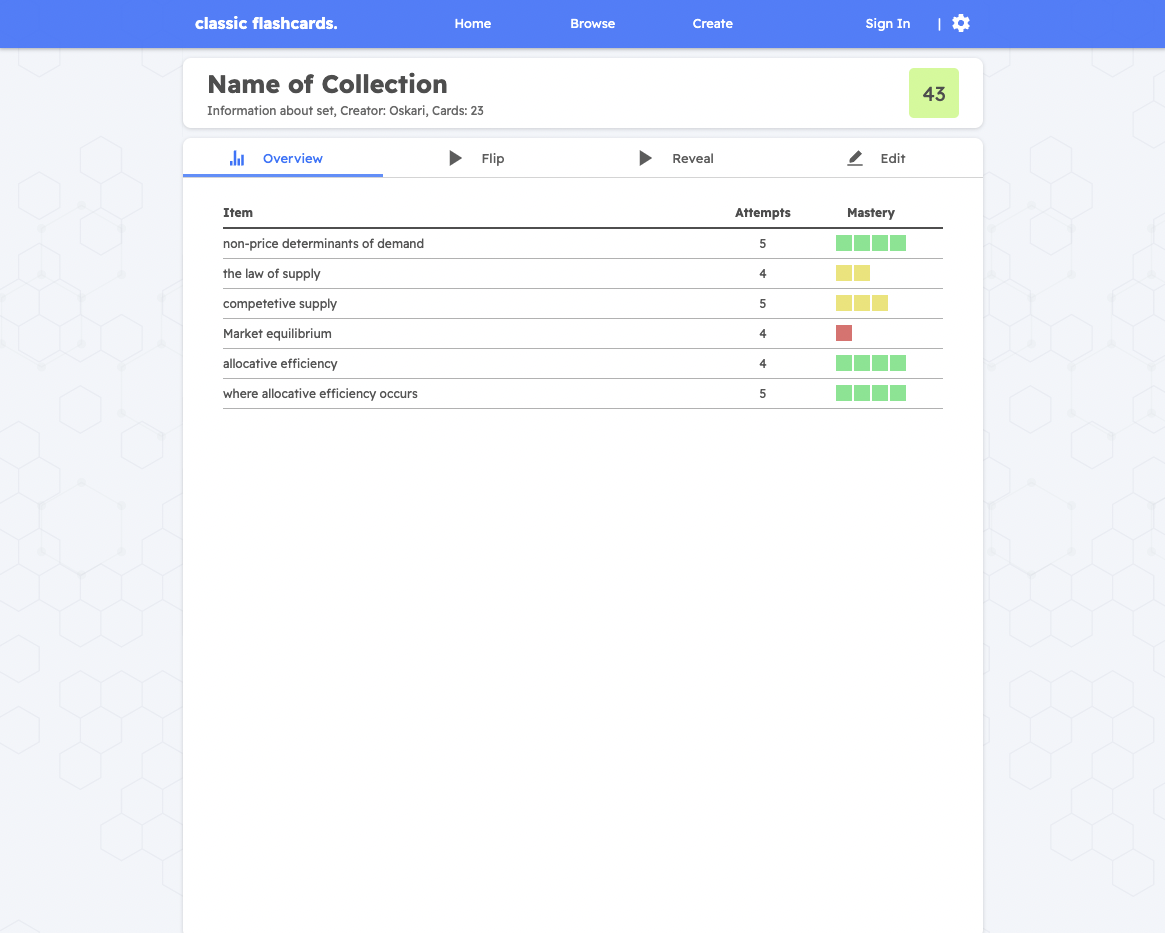 classic flashcards. Home Browse Create Sign In |
Name of Collection
43
Information about set, Creator: Oskari, Cards: 23
Overview Flip Reveal Edit
Item Attempts Mastery
non-price determinants of demand 5
the law of supply 4
competetive supply 5
Market equilibrium 4
allocative efficiency 4
where allocative efficiency occurs 5